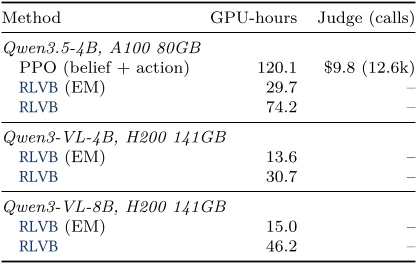 Method GPU-hours Judge (calls)
Qwen3.5-4B, A100 80GB
PPO (belief + action) 120.1 $9.8 (12.6k)
RLVB (EM) 29.7 –
RLVB 74.2 –
Qwen3-VL-4B, H200 141GB
RLVB (EM) 13.6 –
RLVB 30.7 –
Qwen3-VL-8B, H200 141GB
RLVB (EM) 15.0 –
RLVB 46.2 –